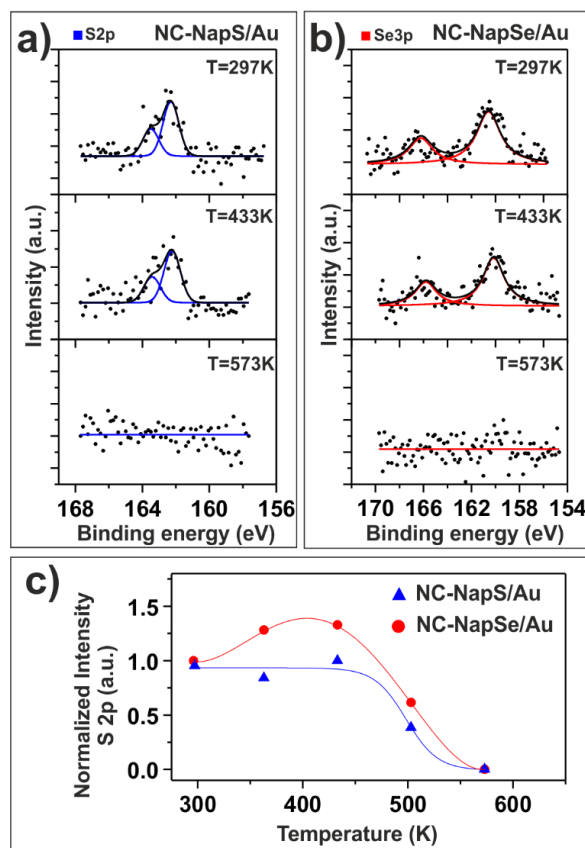 a)
S2p
NC-NapS/Au
T=297K
T=433K
T=573K
Intensity (a.u.)
168
164
160
156
Binding energy (eV)
b)
Se3p
NC-NapSe/Au
T=297K
T=433K
T=573K
Intensity (a.u.)
170
166
162
158
154
Binding energy (eV)
c)
NC-NapS/Au
NC-NapSe/Au
Normalized Intensity
S 2p (a.u.)
1.5
1.0
0.5
0.0
300
400
500
600
Temperature (K)